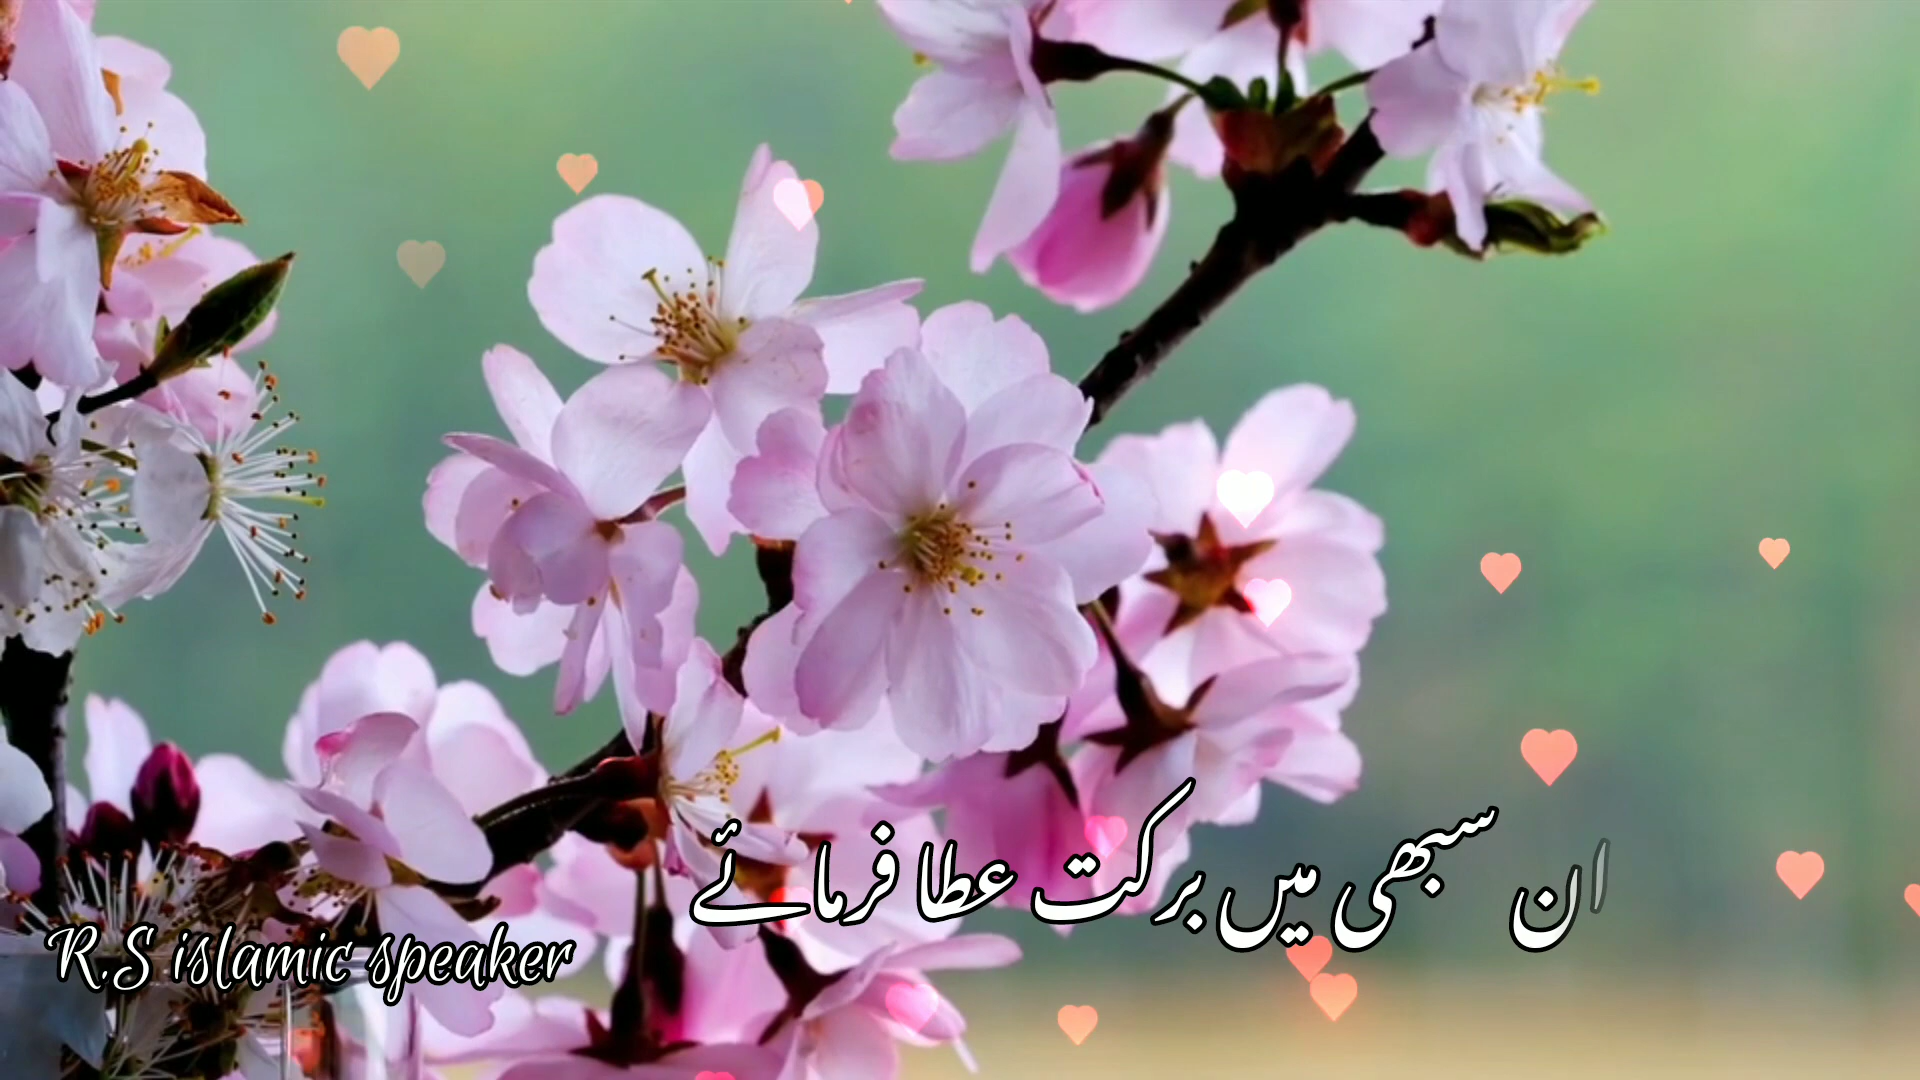 ان سبھی میں برکت عطا فرمائے
R.S islamic speaker